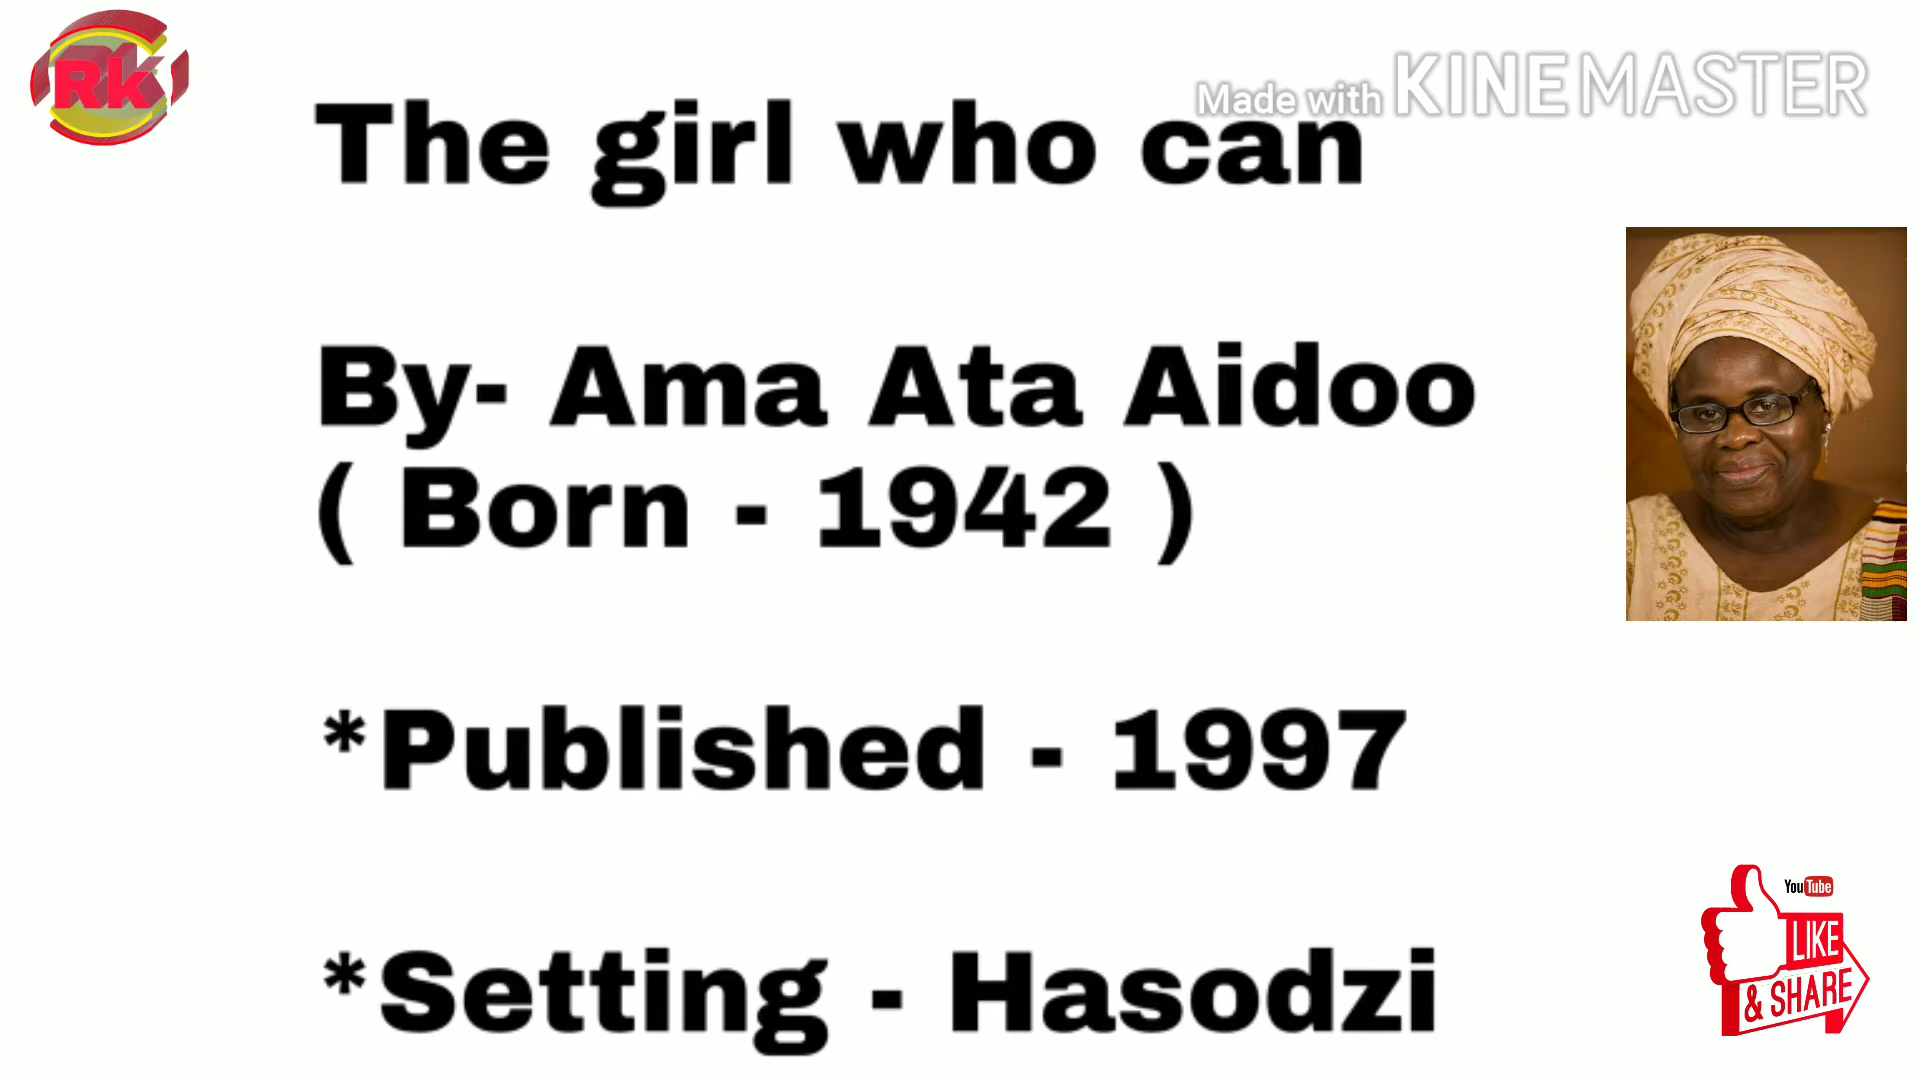 RK
Made with KINEMASTER
The girl who can
By- Ama Ata Aidoo
( Born - 1942 )
*Published - 1997
*Setting - Hasodzi
YouTube
LIKE
& SHARE